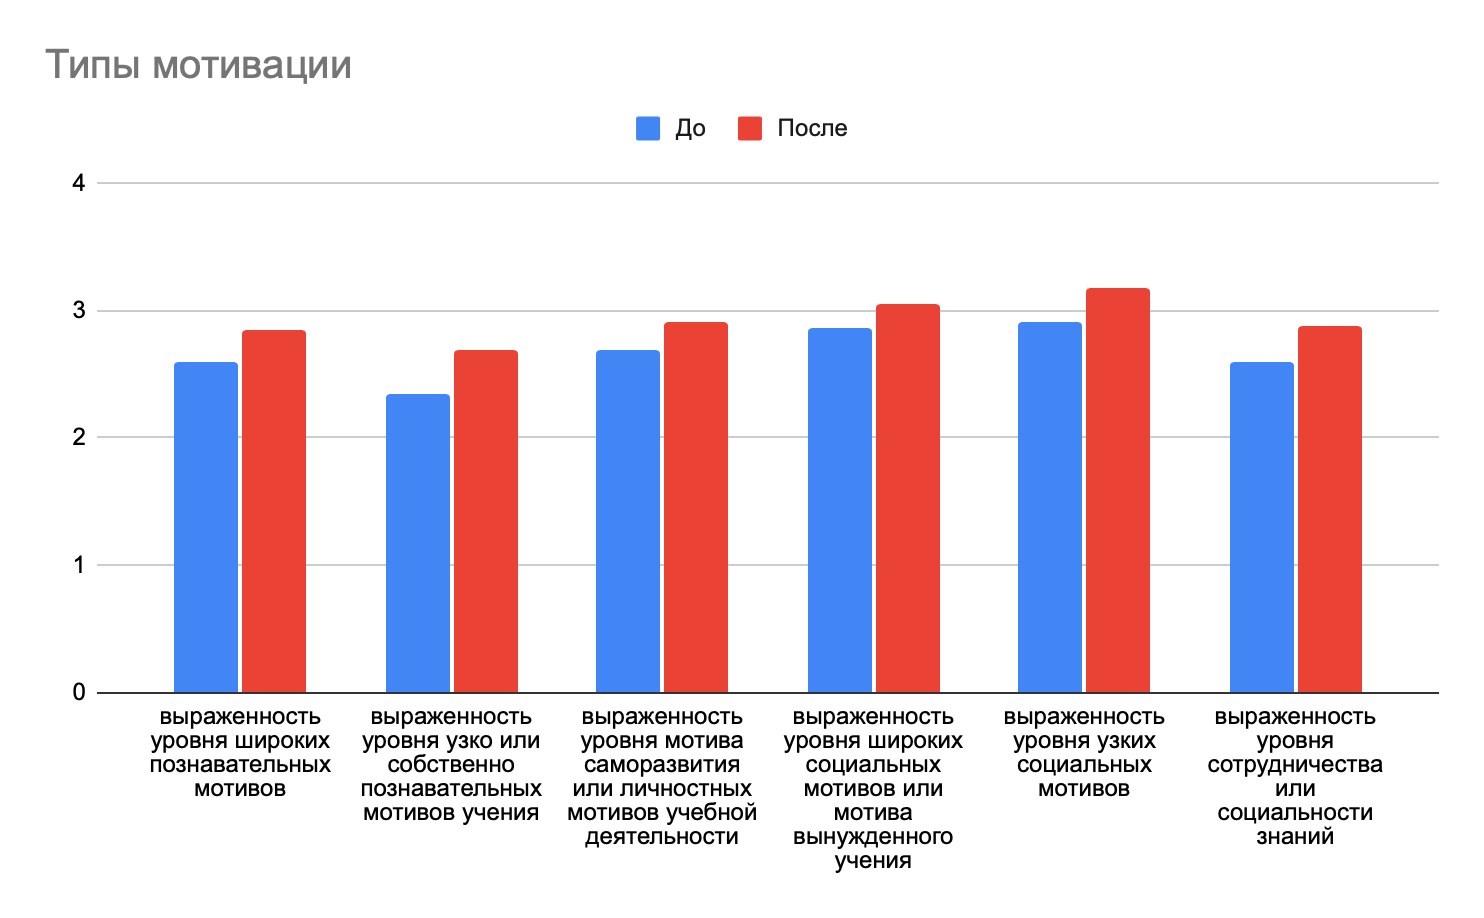 Типы мотивации
До
После
4
3
2
1
0
выраженность
уровня широких
познавательных
мотивов
выраженность
уровня узко или
собственно
познавательных
мотивов учения
выраженность
уровня мотива
саморазвития
или личностных
мотивов учебной
деятельности
выраженность
уровня широких
социальных
мотивов или
мотива
вынужденного
учения
выраженность
уровня узких
социальных
мотивов
выраженность
уровня
сотрудничества
или
социальности
знаний